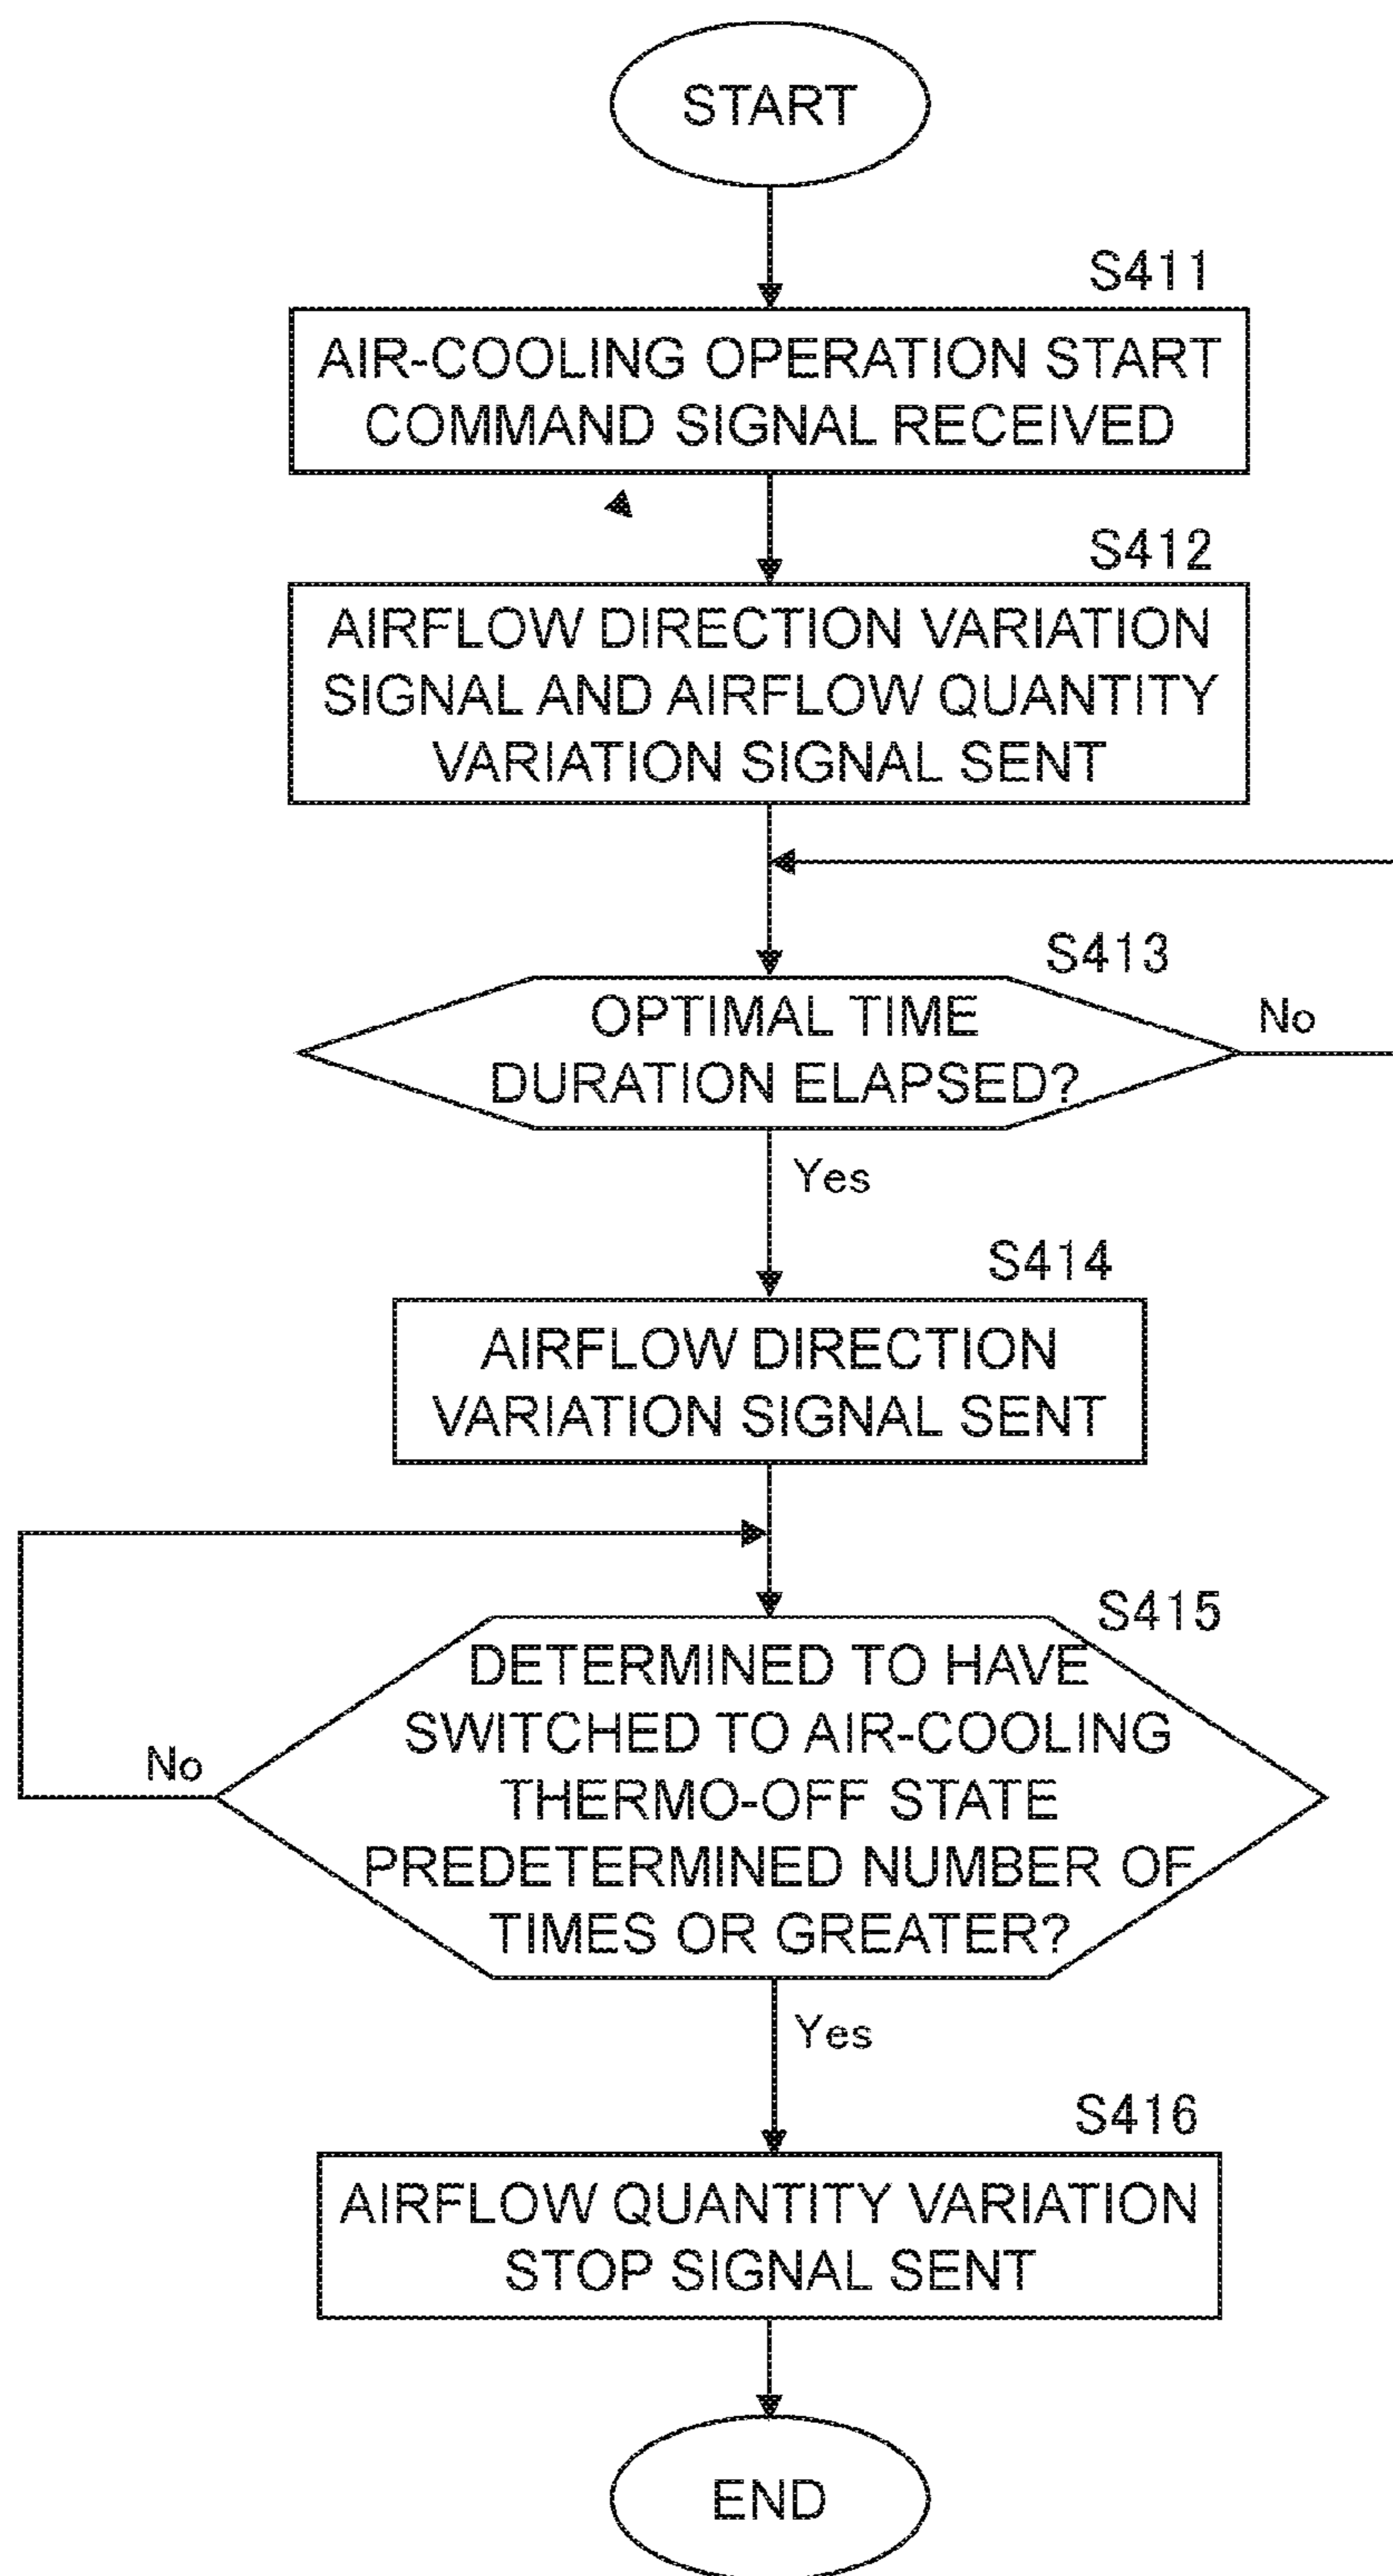 START
S411
AIR-COOLING OPERATION START
COMMAND SIGNAL RECEIVED
S412
AIRFLOW DIRECTION VARIATION
SIGNAL AND AIRFLOW QUANTITY
VARIATION SIGNAL SENT
S413
OPTIMAL TIME
DURATION ELAPSED?
No
Yes
S414
AIRFLOW DIRECTION
VARIATION SIGNAL SENT
S415
DETERMINED TO HAVE
SWITCHED TO AIR-COOLING
THERMO-OFF STATE
PREDETERMINED NUMBER OF
TIMES OR GREATER?
No
Yes
S416
AIRFLOW QUANTITY VARIATION
STOP SIGNAL SENT
END